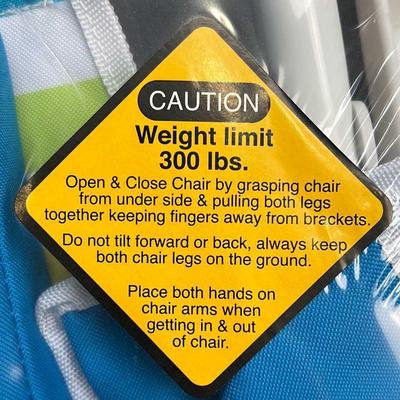 CAUTION
Weight limit
300 lbs.
Open & Close Chair by grasping chair
from under side & pulling both legs
together keeping fingers away from brackets.
Do not tilt forward or back, always keep
both chair legs on the ground.
Place both hands on
chair arms when
getting in & out
of chair.